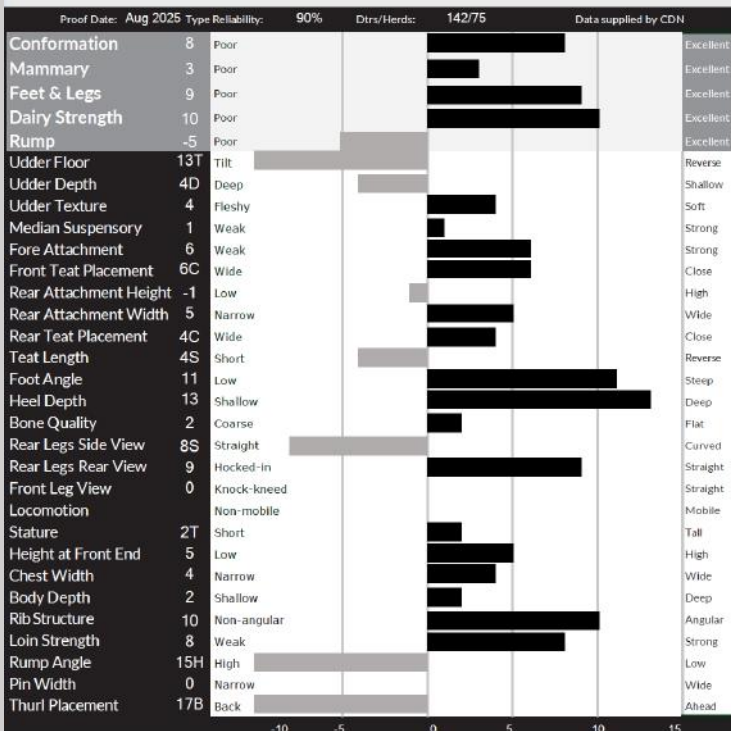 Proof Date: Aug 2025 Type Reliability: 90% Dtrs/Herds: 142/75 Data supplied by CDN
Conformation 8 Poor Excellent
Mammary 3 Poor Excellent
Feet & Legs 9 Poor Excellent
Dairy Strength 10 Poor Excellent
Rump -5 Poor Excellent
Udder Floor 13T Tilt Reverse
Udder Depth 4D Deep Shallow
Udder Texture 4 Fleshy Soft
Median Suspensory 1 Weak Strong
Fore Attachment 6 Weak Strong
Front Teat Placement 6C Wide Close
Rear Attachment Height -1 Low High
Rear Attachment Width 5 Narrow Wide
Rear Teat Placement 4C Wide Close
Teat Length 4S Short Reverse
Foot Angle 11 Low Steep
Heel Depth 13 Shallow Deep
Bone Quality 2 Coarse Flat
Rear Legs Side View 8S Straight Curved
Rear Legs Rear View 9 Hocked-in Straight
Front Leg View 0 Knock-kneed Straight
Locomotion Non-mobile Mobile
Stature 2T Short Tall
Height at Front End 5 Low High
Chest Width 4 Narrow Wide
Body Depth 2 Shallow Deep
Rib Structure 10 Non-angular Angular
Loin Strength 8 Weak Strong
Rump Angle 15H High Low
Pin Width 0 Narrow Wide
Thurl Placement 17B Back Ahead
-10 -5 0 5 10 15